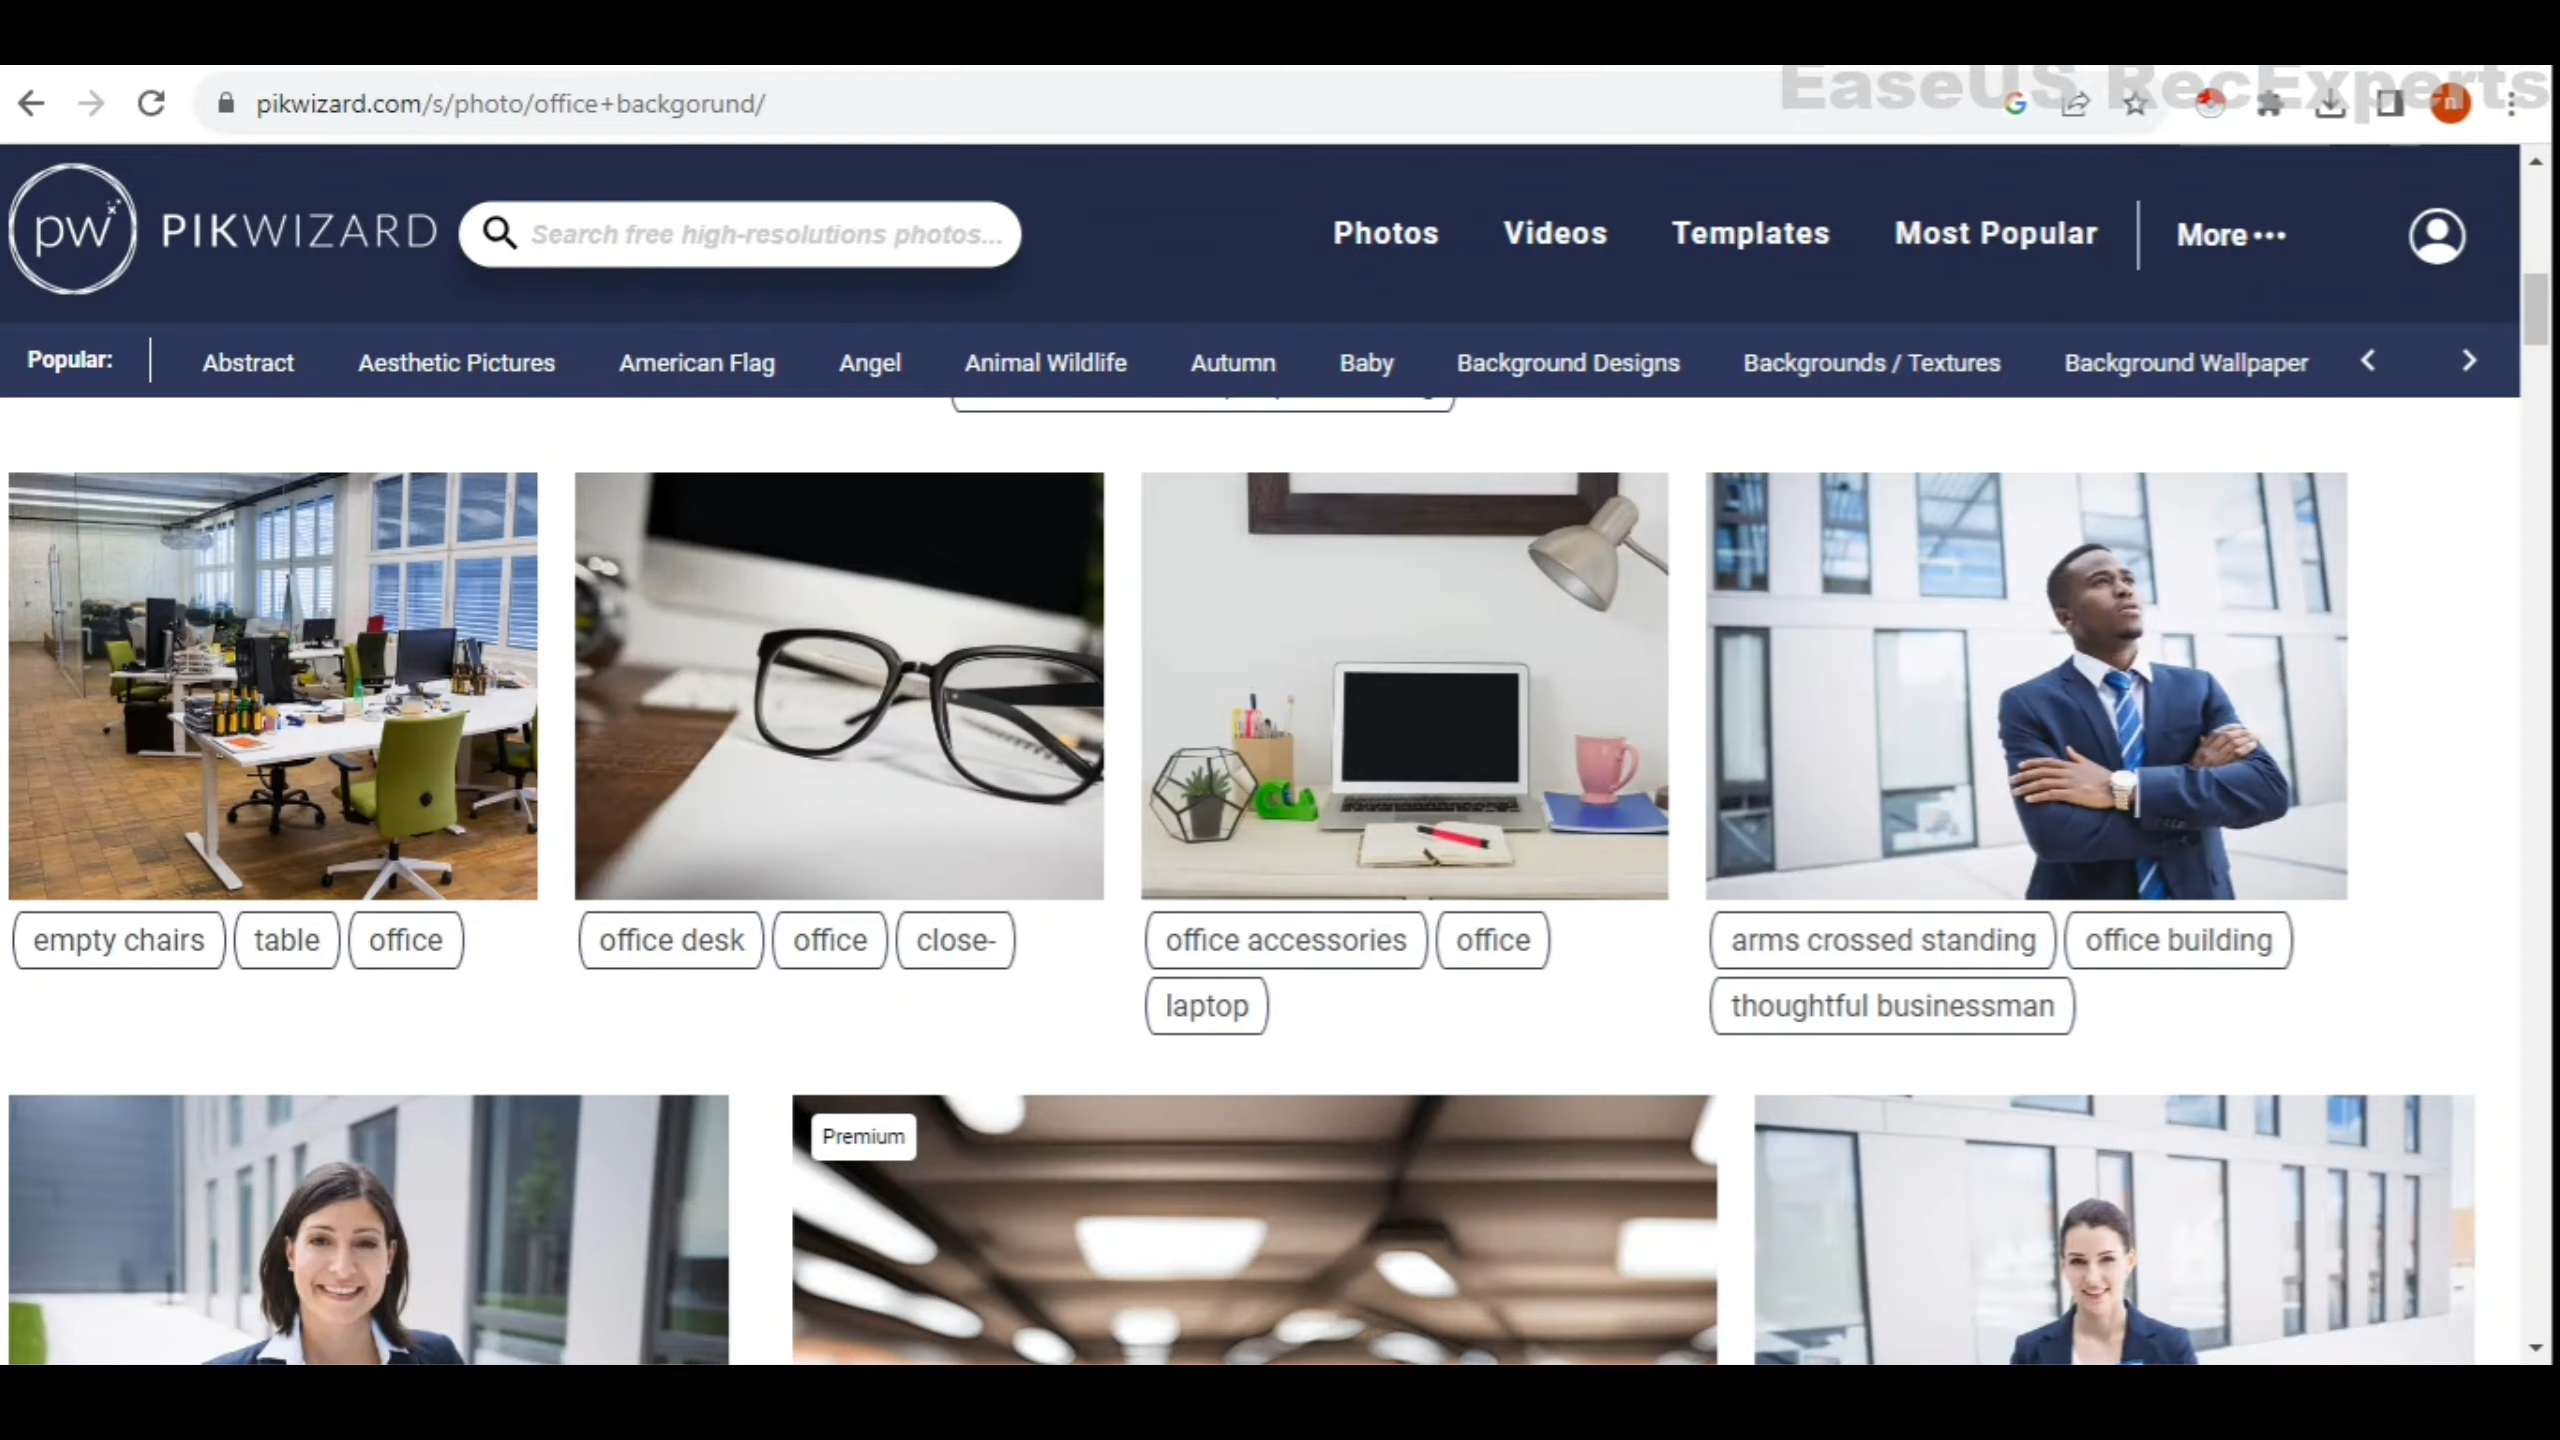 EaseUS RecExperts
pikwizard.com/s/photo/office+backgorund/
n
pw PIKWIZARD
Search free high-resolutions photos...
Photos Videos Templates Most Popular More
Popular: Abstract Aesthetic Pictures American Flag Angel Animal Wildlife Autumn Baby Background Designs Backgrounds / Textures Background Wallpaper
empty chairs table office
office desk office close-
office accessories office
laptop
arms crossed standing office building
thoughtful businessman
Premium